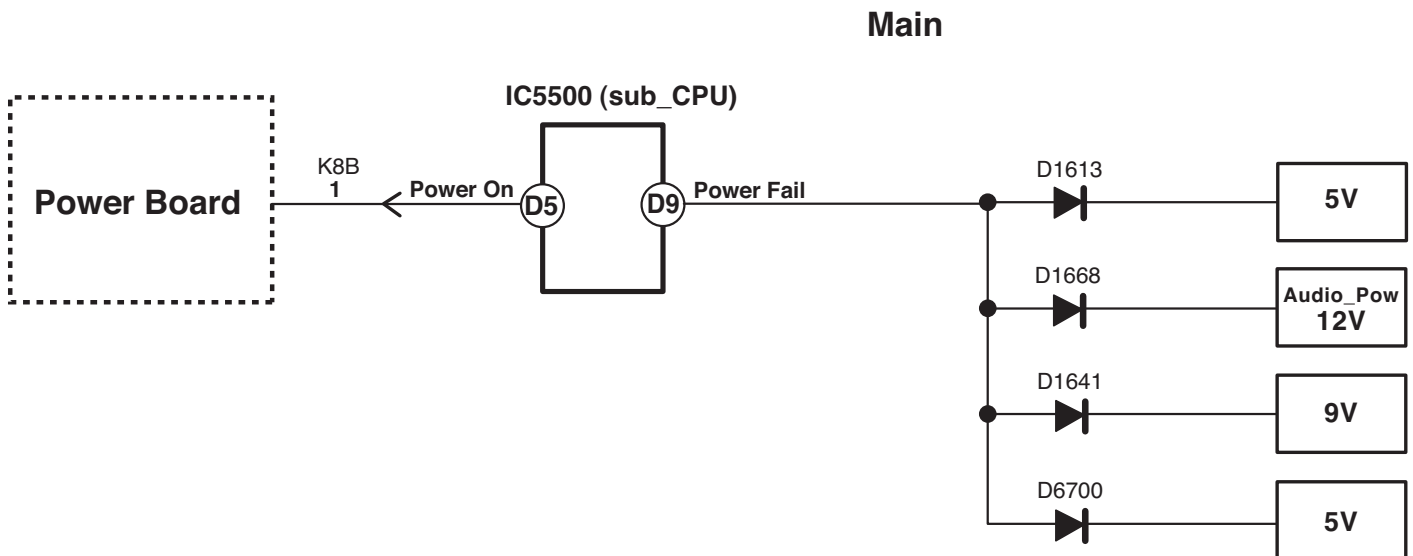 Main
IC5500 (sub_CPU)
Power Board
K8B
1
Power On
D5
D9
Power Fail
D1613
5V
D1668
Audio_Pow
12V
D1641
9V
D6700
5V